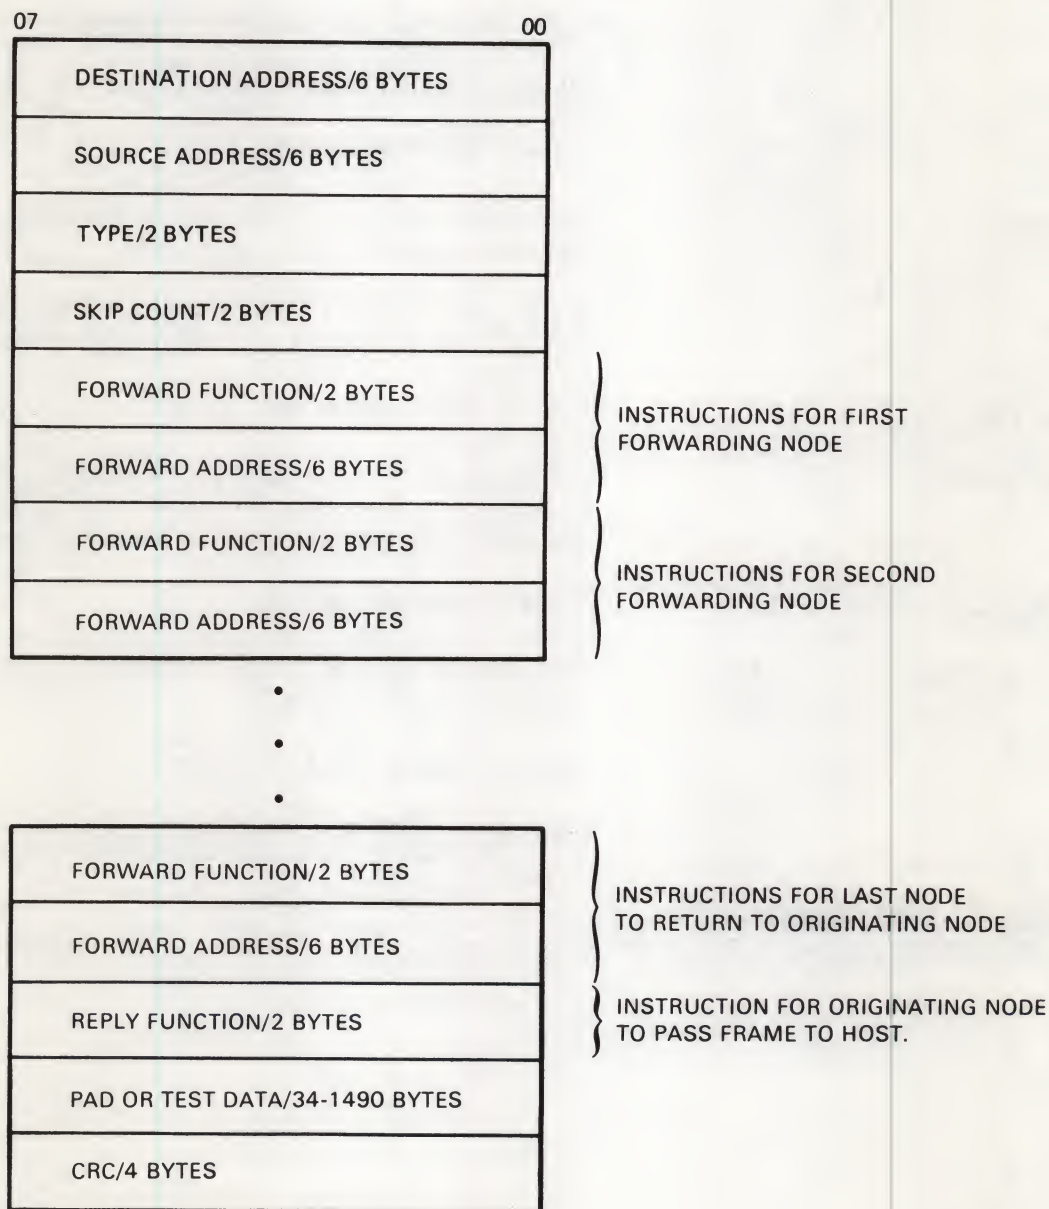 07 00
DESTINATION ADDRESS/6 BYTES
SOURCE ADDRESS/6 BYTES
TYPE/2 BYTES
SKIP COUNT/2 BYTES
FORWARD FUNCTION/2 BYTES
FORWARD ADDRESS/6 BYTES
INSTRUCTIONS FOR FIRST
FORWARDING NODE
FORWARD FUNCTION/2 BYTES
FORWARD ADDRESS/6 BYTES
INSTRUCTIONS FOR SECOND
FORWARDING NODE
FORWARD FUNCTION/2 BYTES
FORWARD ADDRESS/6 BYTES
INSTRUCTIONS FOR LAST NODE
TO RETURN TO ORIGINATING NODE
REPLY FUNCTION/2 BYTES
INSTRUCTION FOR ORIGINATING NODE
TO PASS FRAME TO HOST.
PAD OR TEST DATA/34-1490 BYTES
CRC/4 BYTES